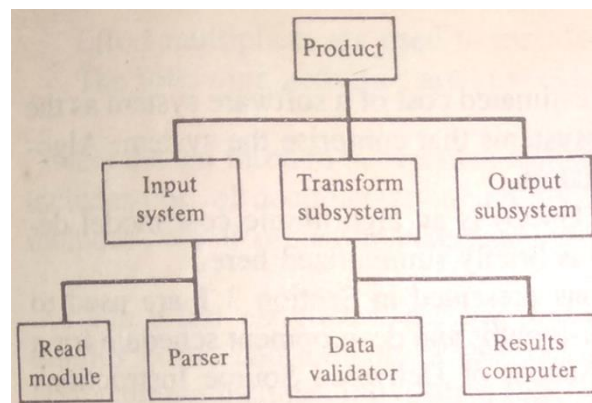 Product
Input
system
Transform
subsystem
Output
subsystem
Read
module
Parser
Data
validator
Results
computer